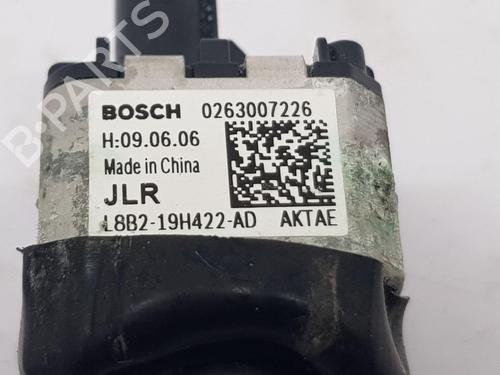 BOSCH 0263007226
H:09.06.06
Made in China
JLR
L8B2-19H422-AD AKTAE
B-PARTS